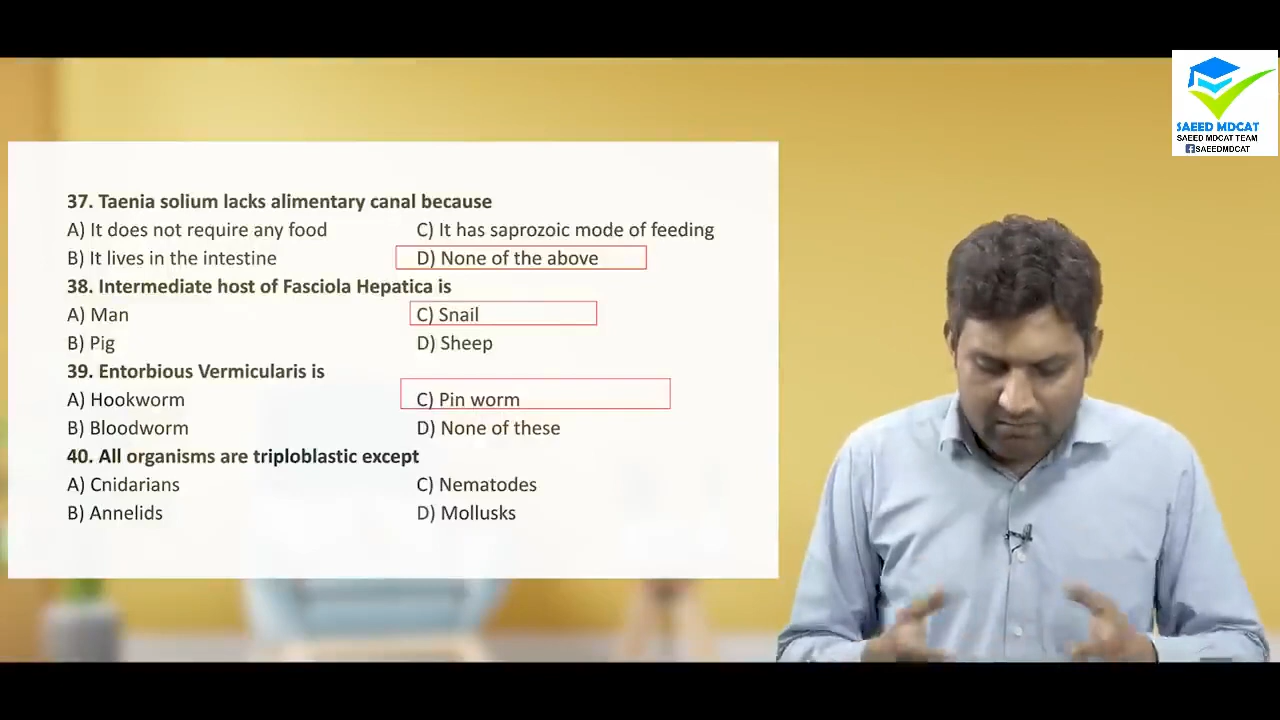 SAEED MDCAT
SAEED MDCAT TEAM
SAEEDMDCAT
37. Taenia solium lacks alimentary canal because
A) It does not require any food C) It has saprozoic mode of feeding
B) It lives in the intestine D) None of the above
38. Intermediate host of Fasciola Hepatica is
A) Man C) Snail
B) Pig D) Sheep
39. Entorbious Vermicularis is
A) Hookworm C) Pin worm
B) Bloodworm D) None of these
40. All organisms are triploblastic except
A) Cnidarians C) Nematodes
B) Annelids D) Mollusks